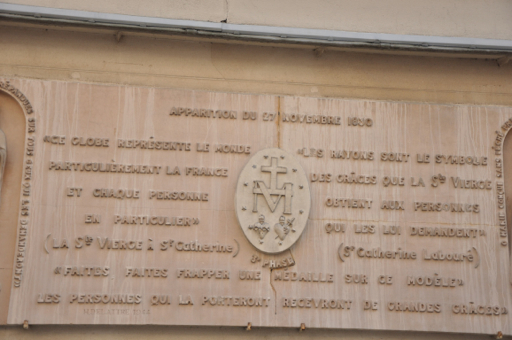 APPARITION DU 27 NOVEMBRE 1830
«CE GLOBE REPRÉSENTE LE MONDE
PARTICULIÈREMENT LA FRANCE
ET CHAQUE PERSONNE
EN PARTICULIER»
(LA Ste VIERGE à Ste Catherine)
«LES RAYONS SONT LE SYMBOLE
DES GRÂCES QUE LA Ste VIERGE
OBTIENT AUX PERSONNES
QUI LES LUI DEMANDENT»
(Ste Catherine Labouré)
«FAITES, FAITES FRAPPER UNE MÉDAILLE SUR CE MODÈLE»
LES PERSONNES QUI LA PORTERONT RECEVRONT DE GRANDES GRÂCES»